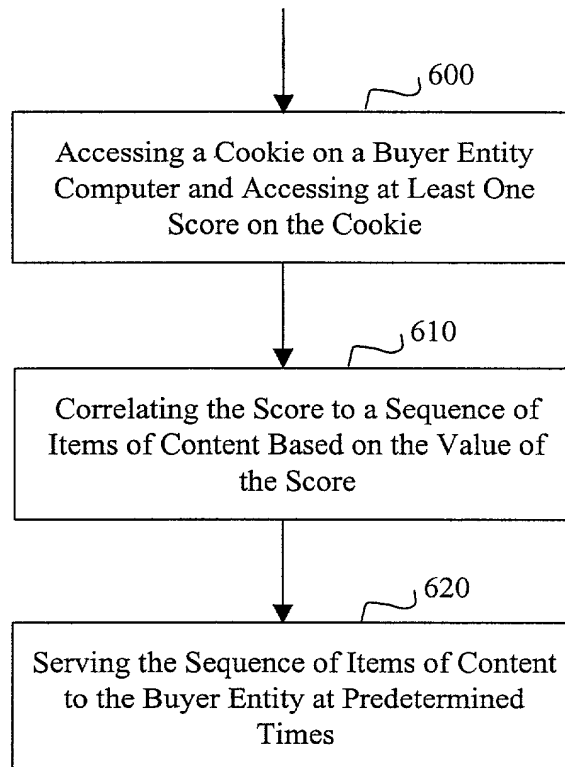 600
Accessing a Cookie on a Buyer Entity
Computer and Accessing at Least One
Score on the Cookie
610
Correlating the Score to a Sequence of
Items of Content Based on the Value of
the Score
620
Serving the Sequence of Items of Content
to the Buyer Entity at Predetermined
Times